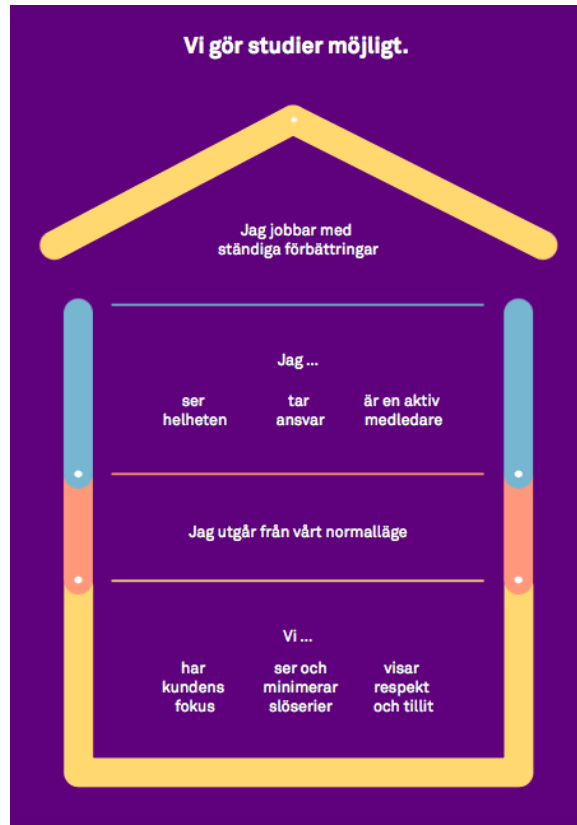 Vi gör studier möjligt.
Jag jobbar med
ständiga förbättringar
Jag ...
ser
helheten
tar
ansvar
är en aktiv
medledare
Jag utgår från vårt normalläge
Vi ...
har
kundens
fokus
ser och
minimerar
slöserier
visar
respekt
och tillit